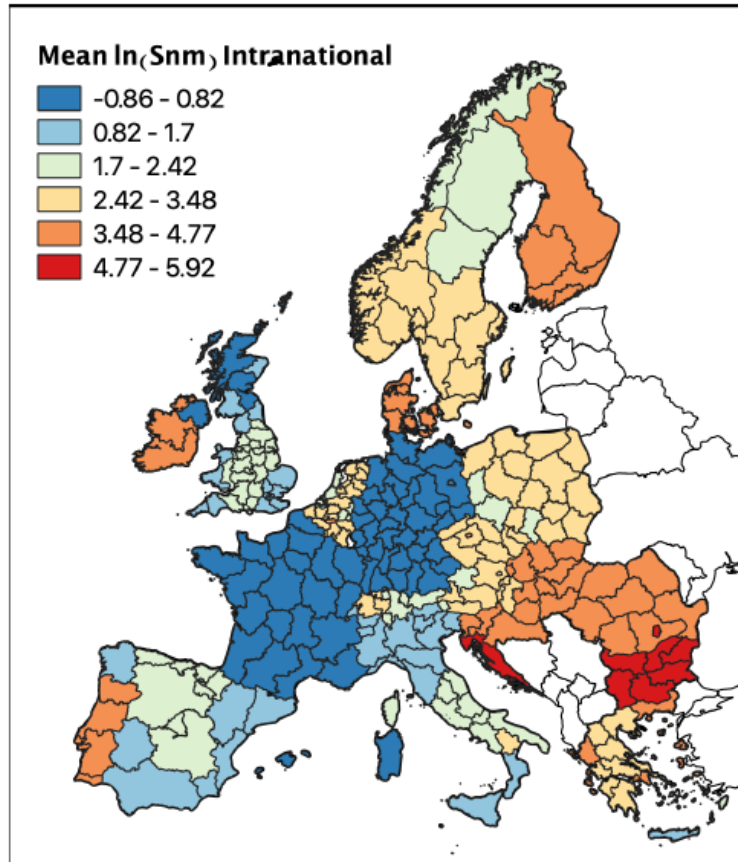 Mean ln(Snm) Intranational
-0.86 - 0.82
0.82 - 1.7
1.7 - 2.42
2.42 - 3.48
3.48 - 4.77
4.77 - 5.92